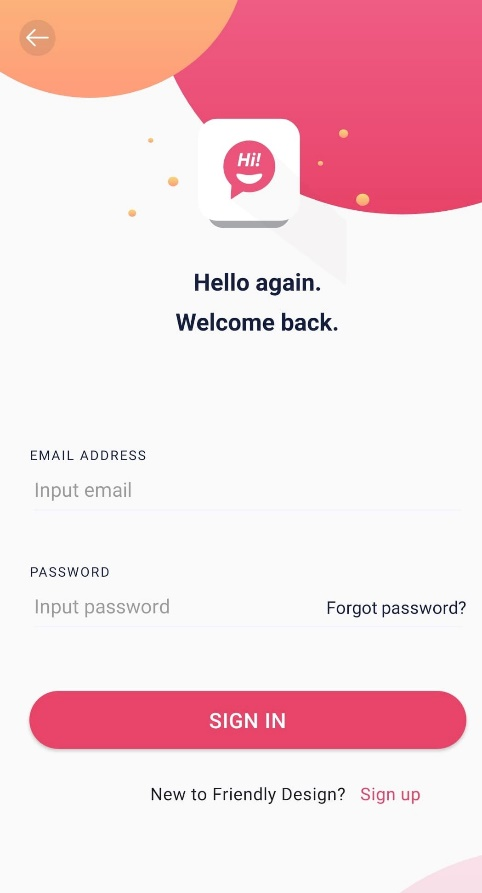 Hi!
Hello again.
Welcome back.
EMAIL ADDRESS
Input email
PASSWORD
Input password Forgot password?
SIGN IN
New to Friendly Design? Sign up